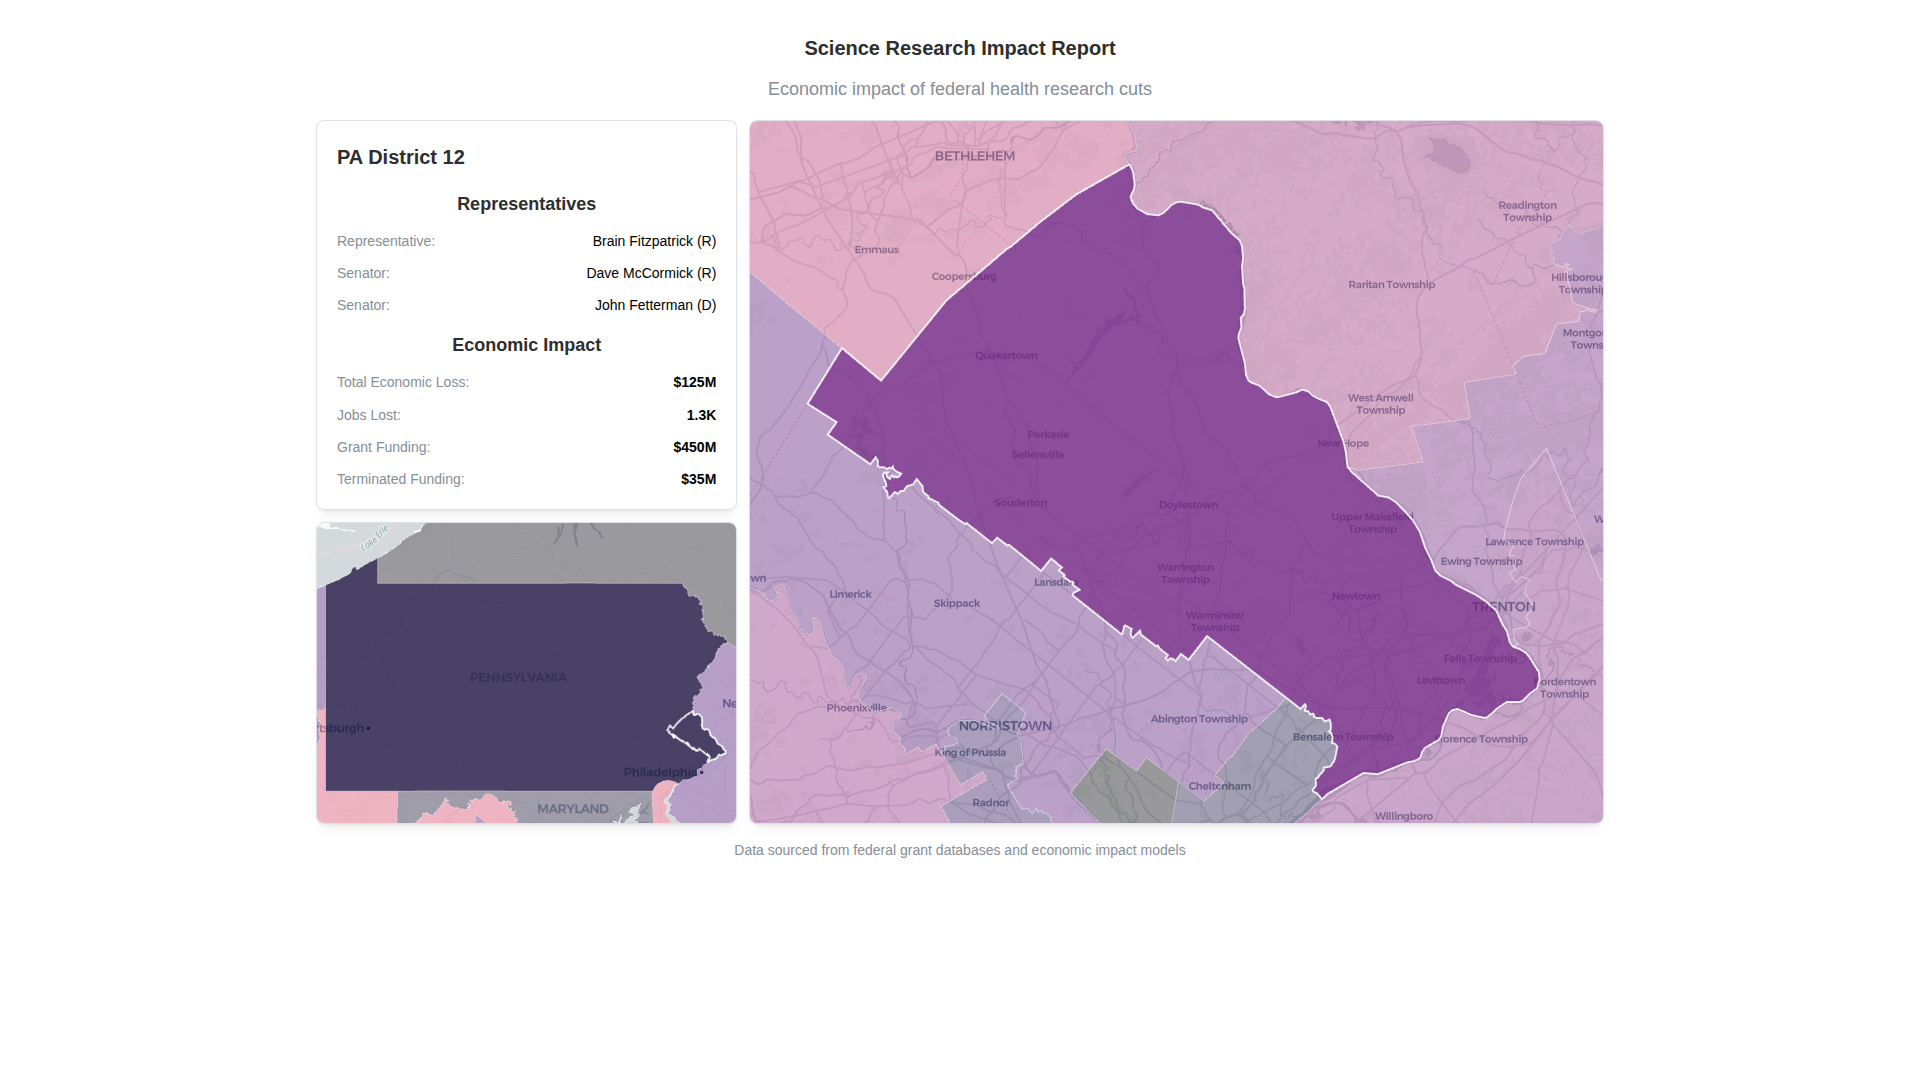 Science Research Impact Report
Economic impact of federal health research cuts
PA District 12
Representatives
Representative: Brain Fitzpatrick (R)
Senator: Dave McCormick (R)
Senator: John Fetterman (D)
Economic Impact
Total Economic Loss: $125M
Jobs Lost: 1.3K
Grant Funding: $450M
Terminated Funding: $35M
Lake Erie
PENNSYLVANIA
Ne
tsburgh
Philadelphia
MARYLAND
BETHLEHEM
Readington
Township
Emmaus
Coopersburg
Raritan Township
Hillsborou
Township
Montgo
Towns
Quakertown
West Amwell
Township
Perkasie
New Hope
Sellersville
Souderton
Doylestown
Upper Makefield
Township
W
Lawrence Township
Ewing Township
Warrington
Township
wn
Lansda
Limerick
Skippack
Newtown
TRENTON
Warminster
Township
Falls Township
Levittown
ordentown
Township
Phoenixville
NORRISTOWN
Abington Township
Bensalem Township
orence Township
King of Prussia
Cheltenham
Radnor
Willingboro
Data sourced from federal grant databases and economic impact models